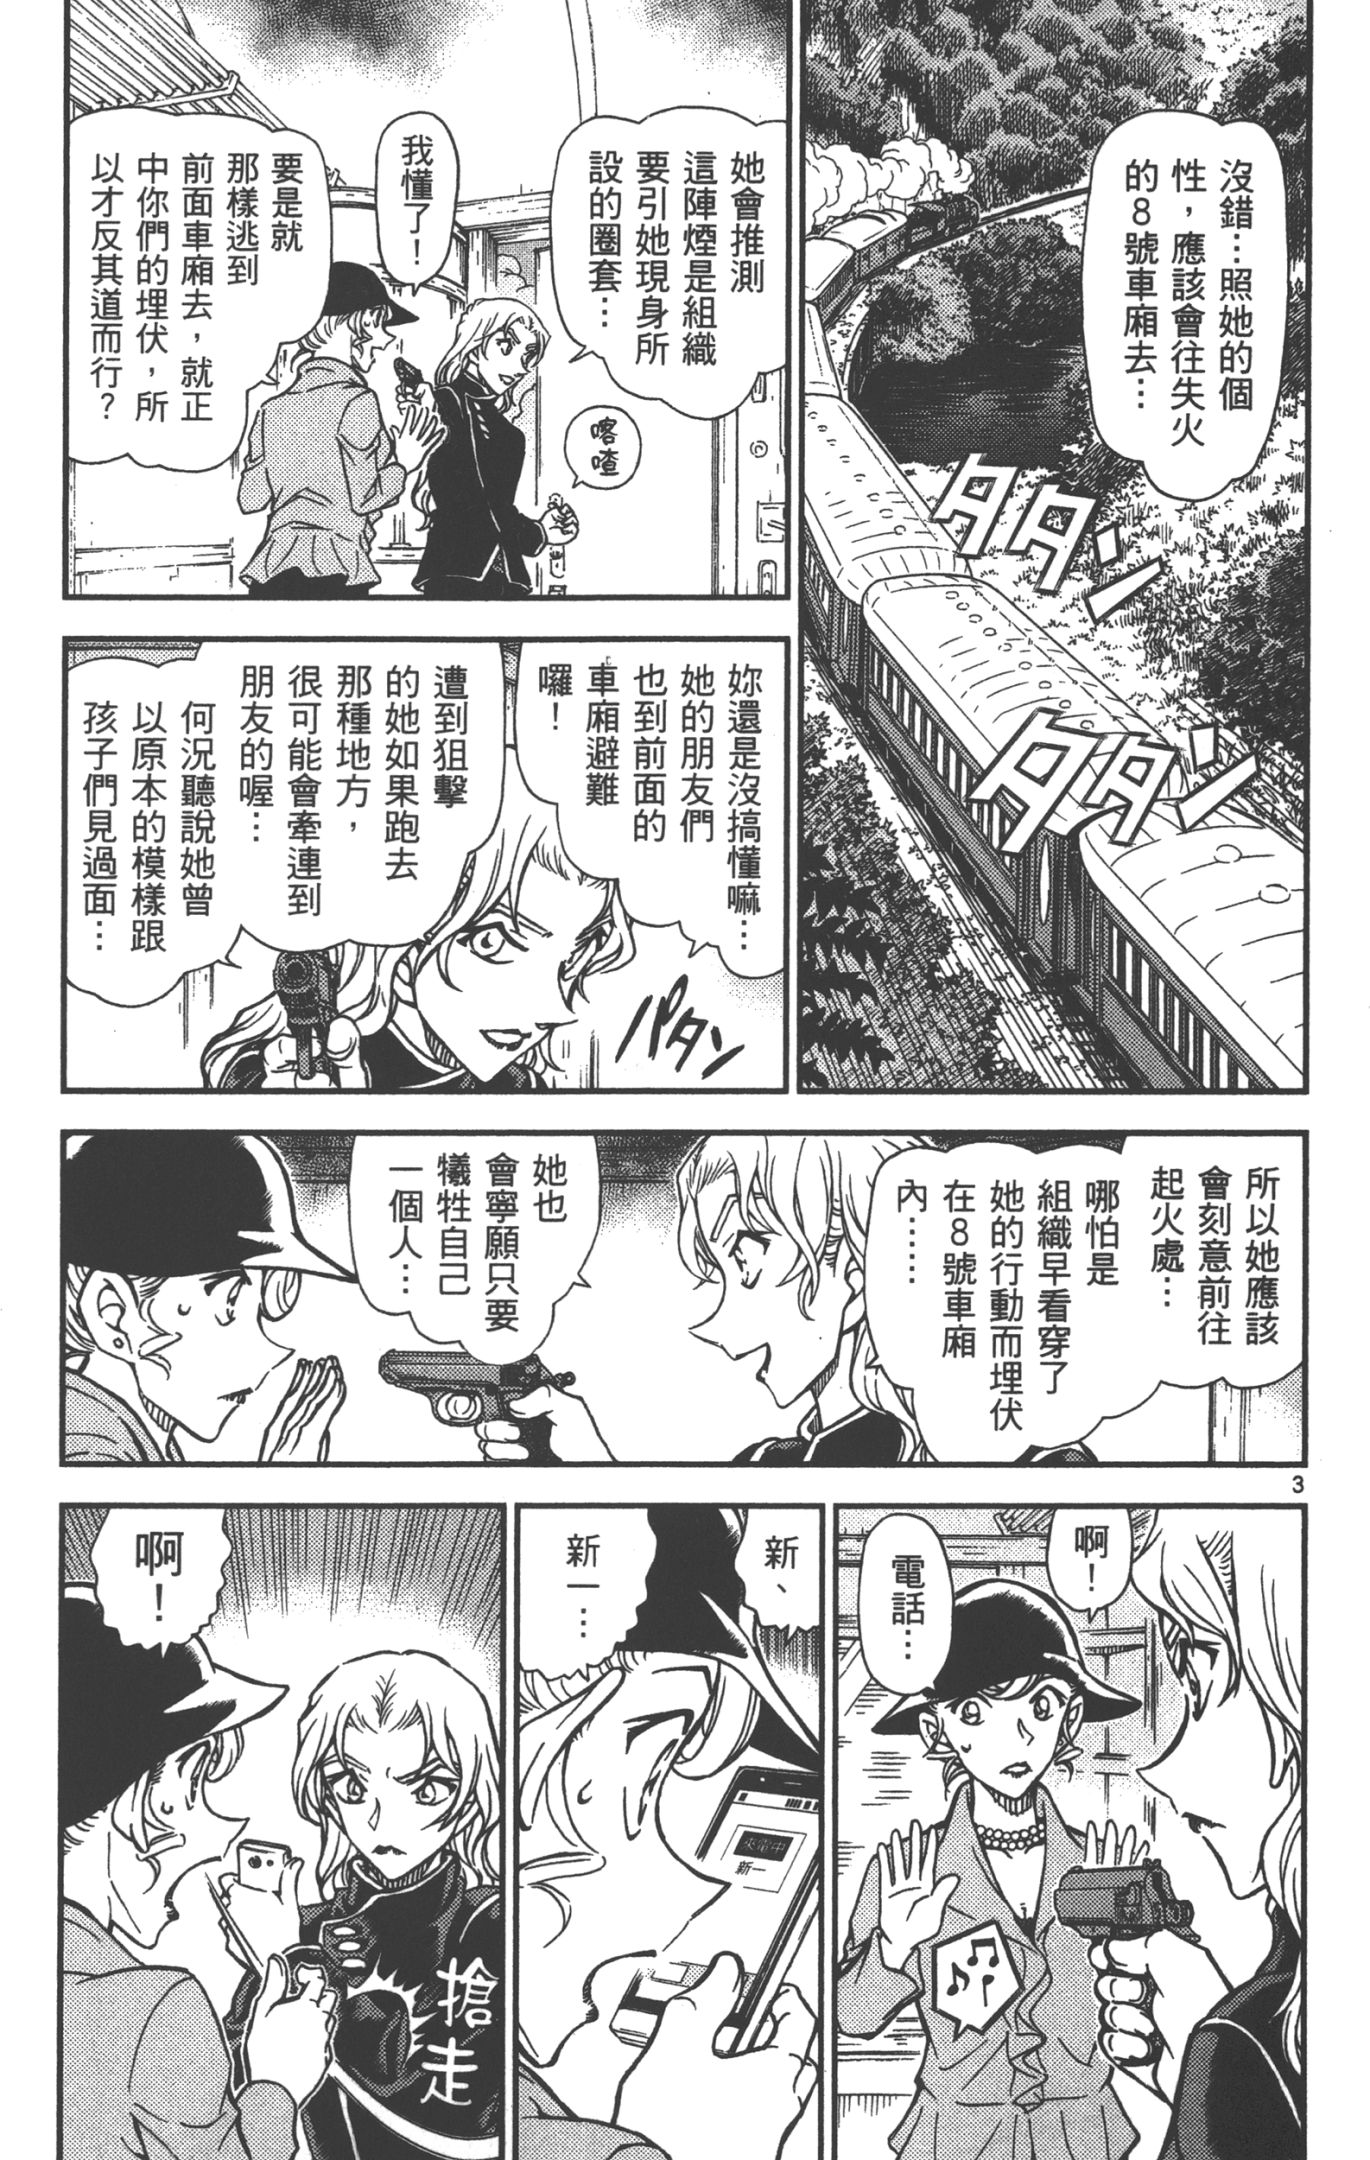 沒錯…照她的個
性，應該會往失火
的8號車廂去…
タタン
タタン
她會推測
這陣煙是組織
要引她現身所
設的圈套…
喀喳
我懂了！
要是就
那樣逃到
前面車廂去，就正
中你們的埋伏，所
以才反其道而行？
妳還是沒搞懂嘛…
她的朋友們
也到前面的
車廂避難
囉！
パタン
遭到狙擊
的她如果跑去
那種地方，
很可能會牽連到
朋友的喔…
何況聽說她曾
以原本的模樣跟
孩子們見過面…
所以她應該
會刻意前往
起火處…
哪怕是
組織早看穿了
她的行動而埋伏
在8號車廂
內……
她也
會寧願只要
犧牲自己
一個人…
3
啊！
電話…
新、
新一…
來電中
新一
啊！
搶走